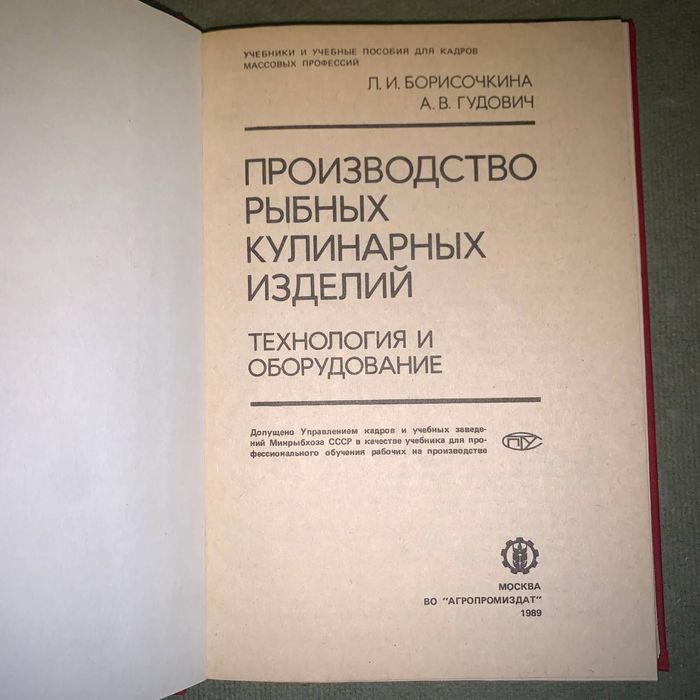 УЧЕБНИКИ И УЧЕБНЫЕ ПОСОБИЯ ДЛЯ КАДРОВ
МАССОВЫХ ПРОФЕССИЙ
Л. И. БОРИСОЧКИНА
А. В. ГУДОВИЧ
ПРОИЗВОДСТВО
РЫБНЫХ
КУЛИНАРНЫХ
ИЗДЕЛИЙ
ТЕХНОЛОГИЯ И
ОБОРУДОВАНИЕ
Допущено Управлением кадров и учебных заведе-
ний Минрыбхоза СССР в качестве учебника для про-
фессионального обучения рабочих на производстве
ПТУ
МОСКВА
ВО "АГРОПРОМИЗДАТ"
1989